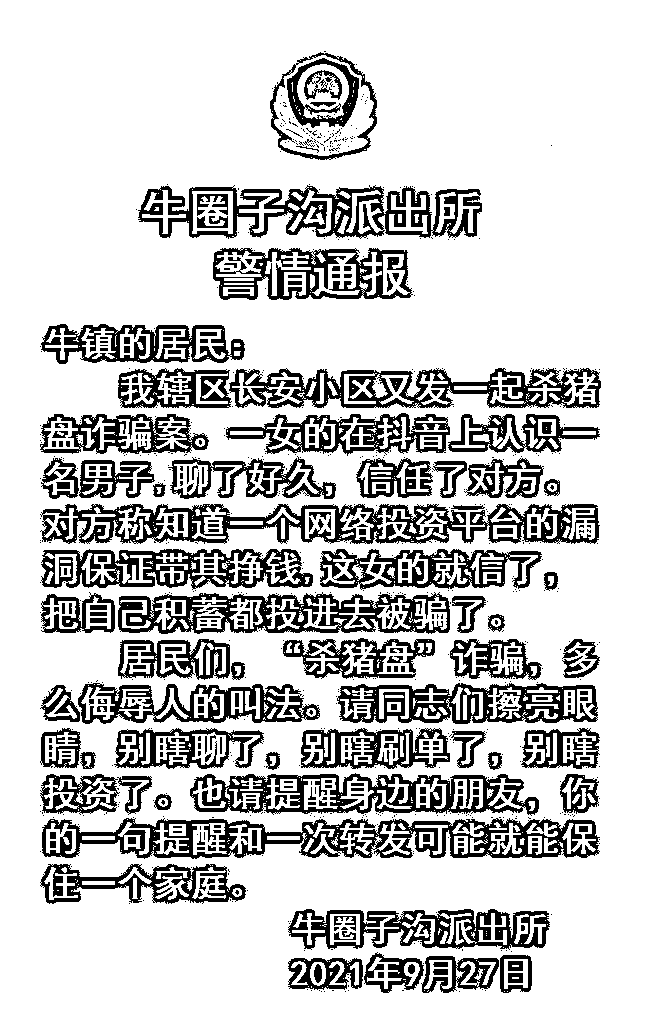 牛圈子沟派出所
警情通报
牛镇的居民：
我辖区长安小区又发一起杀猪
盘诈骗案。一女的在抖音上认识一
名男子，聊了好久，信任了对方。
对方称知道一个网络投资平台的漏
洞保证带其挣钱，这女的就信了，
把自己积蓄都投进去被骗了。
居民们，“杀猪盘”诈骗，多
么侮辱人的叫法。请同志们擦亮眼
睛，别瞎聊了，别瞎刷单了，别瞎
投资了。也请提醒身边的朋友，你
的一句提醒和一次转发可能就能保
住一个家庭。
牛圈子沟派出所
2021年9月27日